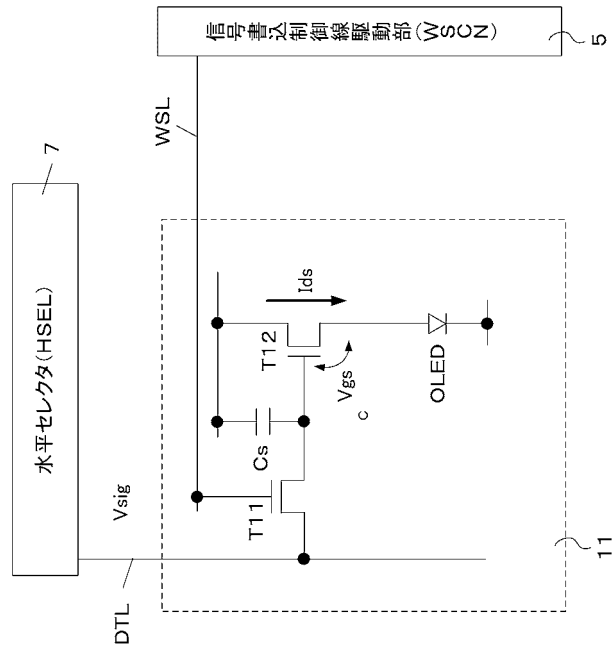 水平セレクタ(HSEL)
7
DTL
Vsig
WSL
信号書込制御線駆動部(WSCN)
5
T11
Cs
T12
Ids
Vgs
c
OLED
11